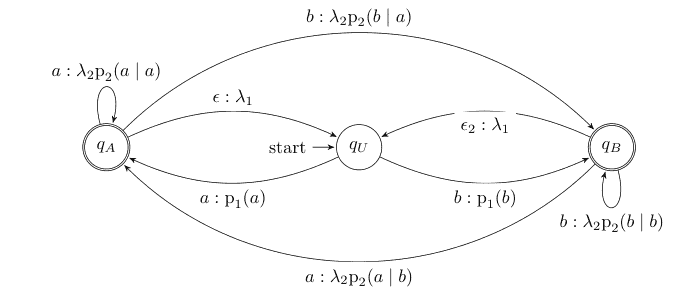 b : λ₂p₂(b | a)
a : λ₂p₂(a | a)
ϵ : λ₁
ϵ₂ : λ₁
q_A
start
q_U
q_B
a : p₁(a)
b : p₁(b)
b : λ₂p₂(b | b)
a : λ₂p₂(a | b)